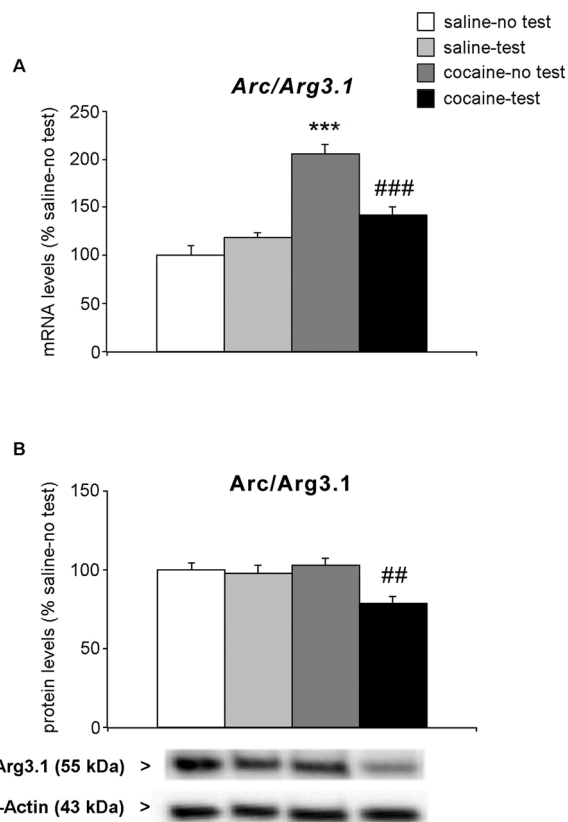 saline-no test
saline-test
cocaine-no test
cocaine-test
A
Arc/Arg3.1
mRNA levels (% saline-no test)
250
200
150
100
50
0
***
###
B
Arc/Arg3.1
protein levels (% saline-no test)
150
100
50
0
##
Arg3.1 (55 kDa) >
-Actin (43 kDa) >